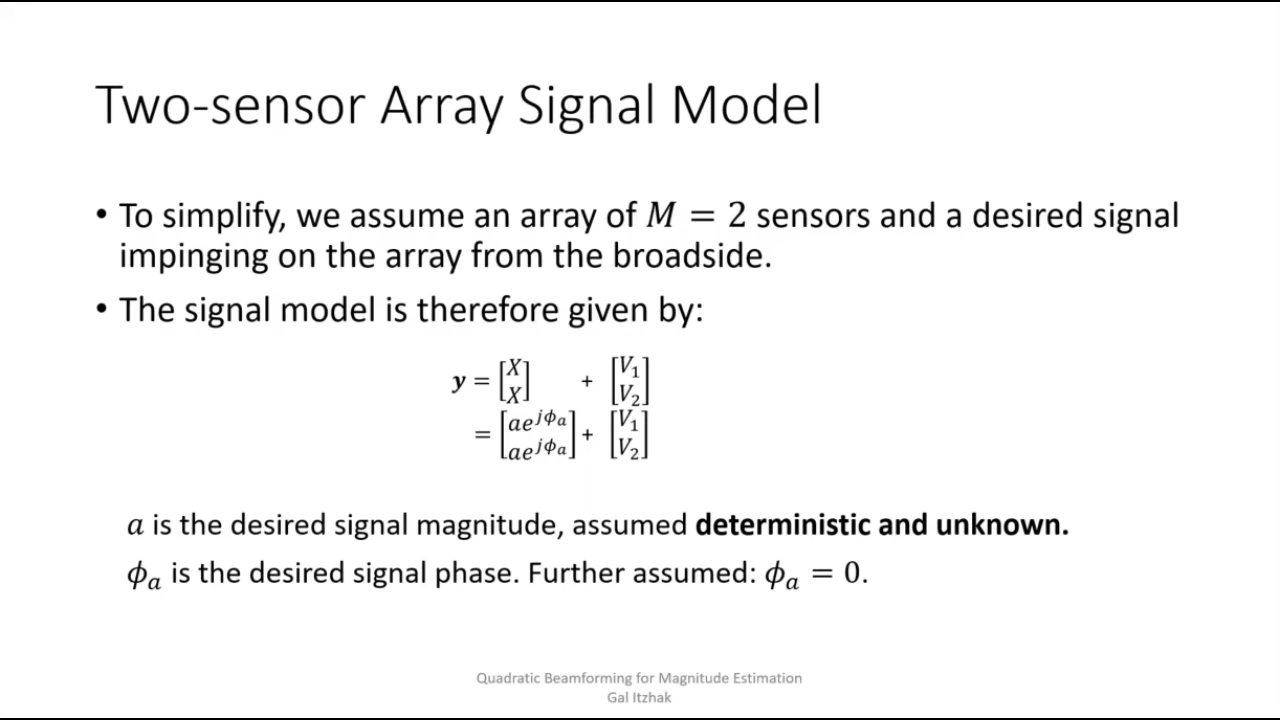 Two-sensor Array Signal Model
• To simplify, we assume an array of M = 2 sensors and a desired signal
impinging on the array from the broadside.
• The signal model is therefore given by:
y = [X X] + [V₁ V₂]
= [ae^{jϕₐ} ae^{jϕₐ}] + [V₁ V₂]
a is the desired signal magnitude, assumed deterministic and unknown.
ϕₐ is the desired signal phase. Further assumed: ϕₐ = 0.
Quadratic Beamforming for Magnitude Estimation
Gal Itzhak